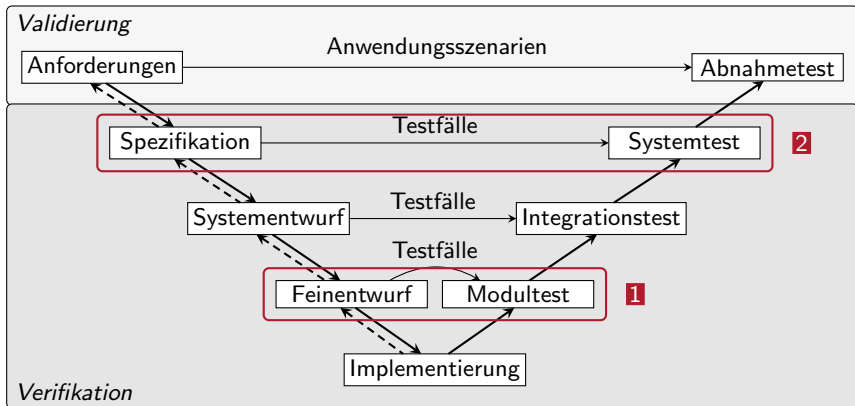 Validierung
Anwendungsszenarien
Anforderungen
Abnahmetest
Testfälle
Spezifikation
Systemtest
2
Testfälle
Systementwurf
Integrationstest
Testfälle
Feinentwurf
Modultest
1
Implementierung
Verifikation